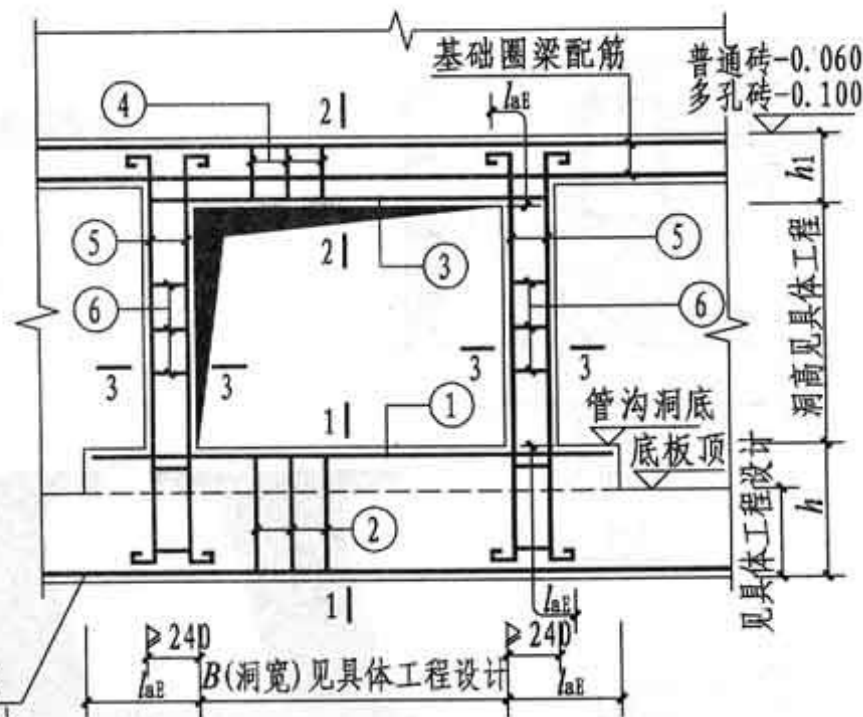 基础圈梁配筋
普通砖-0.060
多孔砖-0.100
laE
④
2
h1
⑤
2
③
⑤
⑥
⑥
3
3
3
3
洞高见具体工程
1
①
管沟洞底
底板顶
②
见具体工程设计
h
1
laE
≥240
≥240
laE
B(洞宽)见具体工程设计
laE